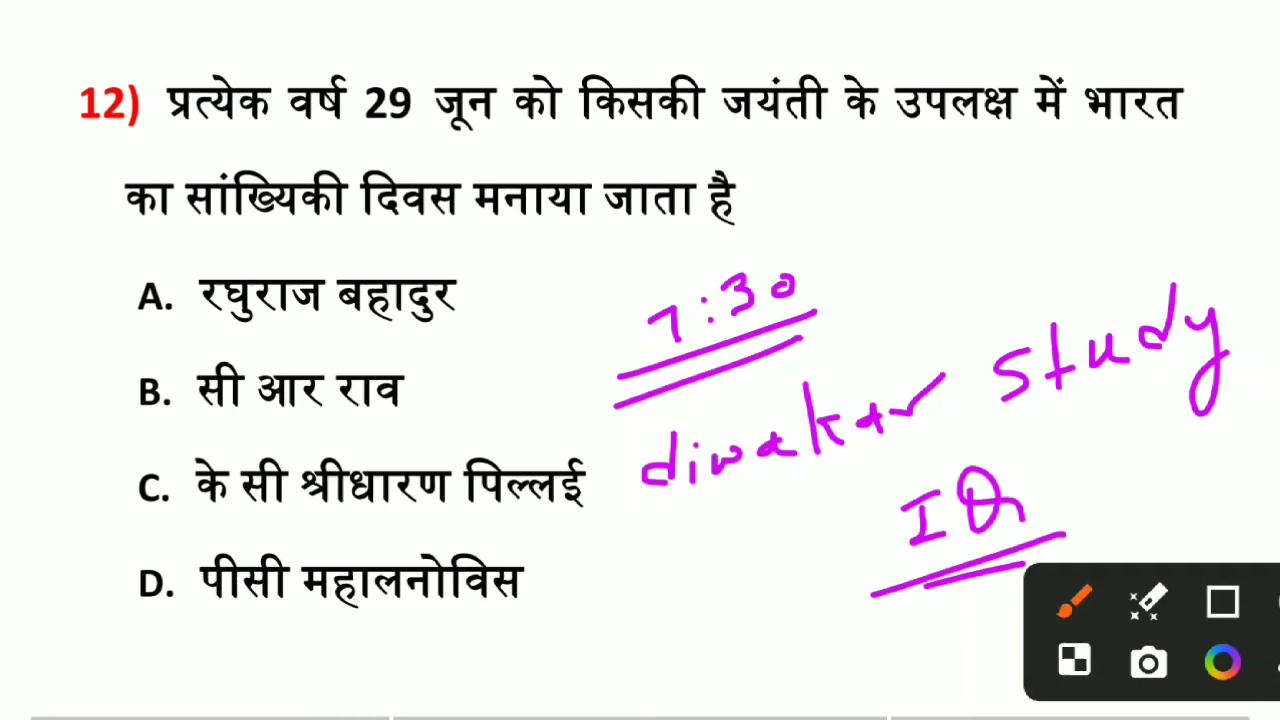 12) प्रत्येक वर्ष 29 जून को किसकी जयंती के उपलक्ष में भारत
का सांख्यिकी दिवस मनाया जाता है
A. रघुराज बहादुर
B. सी आर राव
C. के सी श्रीधारण पिल्लई
D. पीसी महालनोविस
7:30
diwakar study
IQ